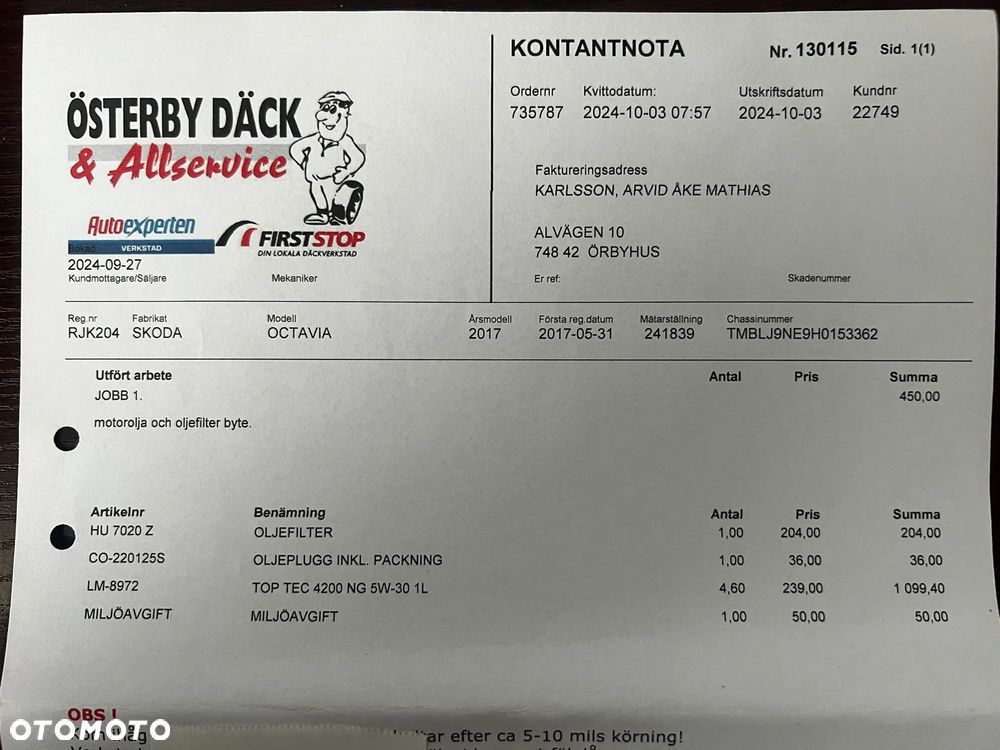 KONTANTNOTA Nr. 130115 Sid. 1(1)
Ordernr Kvittodatum: Utskriftsdatum Kundnr
735787 2024-10-03 07:57 2024-10-03 22749
ÖSTERBY DÄCK
& Allservice
Autoexperten
VERKSTAD
FIRSTSTOP
DIN LOKALA DÄCKVERKSTAD
Faktureringsadress
KARLSSON, ARVID ÅKE MATHIAS
ALVÄGEN 10
748 42 ÖRBYHUS
Bokad
2024-09-27
Kundmottagare/Säljare Mekaniker Er ref: Skadenummer
Reg.nr Fabrikat Modell Årsmodell Första reg.datum Mätarställning Chassinummer
RJK204 SKODA OCTAVIA 2017 2017-05-31 241839 TMBLJ9NE9H0153362
Utfört arbete Antal Pris Summa
JOBB 1. 450,00
motorolja och oljefilter byte.
Artikelnr Benämning Antal Pris Summa
HU 7020 Z OLJEFILTER 1,00 204,00 204,00
CO-220125S OLJEPLUGG INKL. PACKNING 1,00 36,00 36,00
LM-8972 TOP TEC 4200 NG 5W-30 1L 4,60 239,00 1 099,40
MILJÖAVGIFT MILJÖAVGIFT 1,00 50,00 50,00
OBS !
OTOMOTO
efter ca 5-10 mils körning!